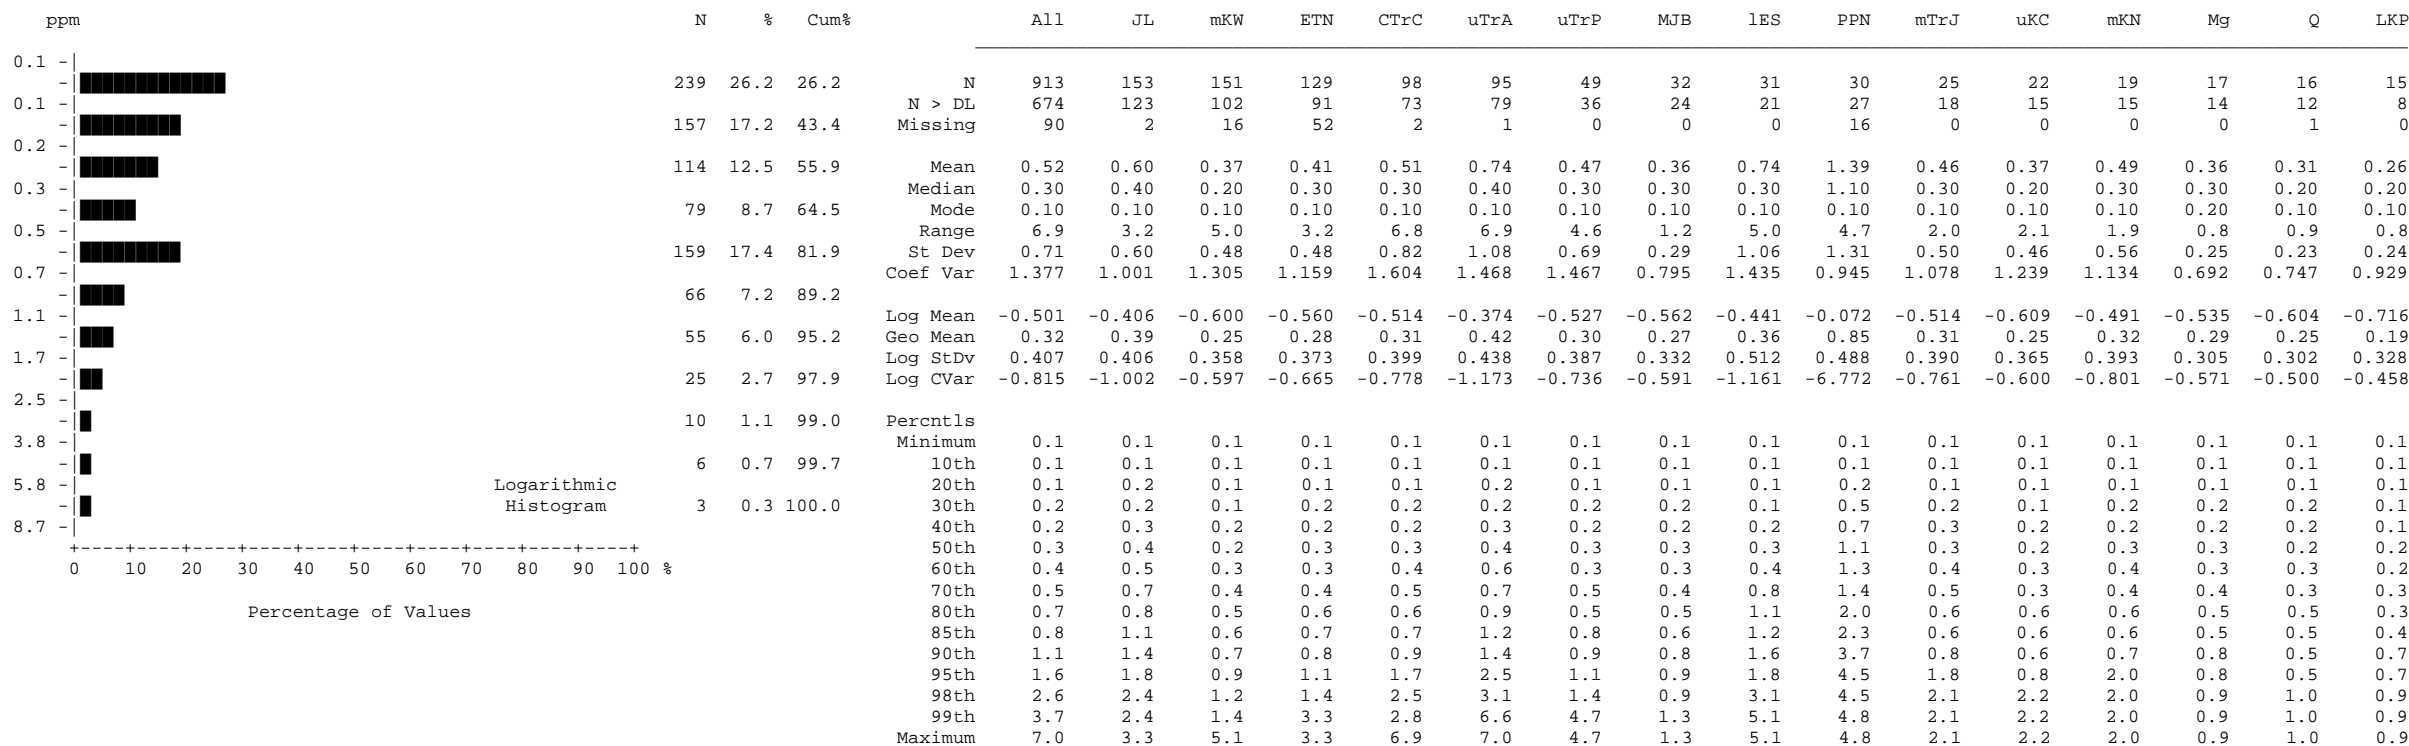 ppm N % Cum% All JL mKW ETN CTrC uTrA uTrP MJB lES PPN mTrJ uKC mKN Mg Q LKP
0.1
239 26.2 26.2 N 913 153 151 129 98 95 49 32 31 30 25 22 19 17 16 15
0.1 N > DL 674 123 102 91 73 79 36 24 21 27 18 15 15 14 12 8
157 17.2 43.4 Missing 90 2 16 52 2 1 0 0 0 16 0 0 0 0 1 0
0.2
114 12.5 55.9 Mean 0.52 0.60 0.37 0.41 0.51 0.74 0.47 0.36 0.74 1.39 0.46 0.37 0.49 0.36 0.31 0.26
0.3 Median 0.30 0.40 0.20 0.30 0.30 0.40 0.30 0.30 0.30 1.10 0.30 0.20 0.30 0.30 0.20 0.20
79 8.7 64.5 Mode 0.10 0.10 0.10 0.10 0.10 0.10 0.10 0.10 0.10 0.10 0.10 0.10 0.10 0.20 0.10 0.10
0.5 Range 6.9 3.2 5.0 3.2 6.8 6.9 4.6 1.2 5.0 4.7 2.0 2.1 1.9 0.8 0.9 0.8
159 17.4 81.9 St Dev 0.71 0.60 0.48 0.48 0.82 1.08 0.69 0.29 1.06 1.31 0.50 0.46 0.56 0.25 0.23 0.24
0.7 Coef Var 1.377 1.001 1.305 1.159 1.604 1.468 1.467 0.795 1.435 0.945 1.078 1.239 1.134 0.692 0.747 0.929
66 7.2 89.2
1.1 Log Mean -0.501 -0.406 -0.600 -0.560 -0.514 -0.374 -0.527 -0.562 -0.441 -0.072 -0.514 -0.609 -0.491 -0.535 -0.604 -0.716
55 6.0 95.2 Geo Mean 0.32 0.39 0.25 0.28 0.31 0.42 0.30 0.27 0.36 0.85 0.31 0.25 0.32 0.29 0.25 0.19
1.7 Log StDv 0.407 0.406 0.358 0.373 0.399 0.438 0.387 0.332 0.512 0.488 0.390 0.365 0.393 0.305 0.302 0.328
25 2.7 97.9 Log CVar -0.815 -1.002 -0.597 -0.665 -0.778 -1.173 -0.736 -0.591 -1.161 -6.772 -0.761 -0.600 -0.801 -0.571 -0.500 -0.458
2.5
10 1.1 99.0 Percntls
3.8 Minimum 0.1 0.1 0.1 0.1 0.1 0.1 0.1 0.1 0.1 0.1 0.1 0.1 0.1 0.1 0.1 0.1
6 0.7 99.7 10th 0.1 0.1 0.1 0.1 0.1 0.1 0.1 0.1 0.1 0.1 0.1 0.1 0.1 0.1 0.1 0.1
5.8 Logarithmic 20th 0.1 0.2 0.1 0.1 0.1 0.2 0.1 0.1 0.1 0.2 0.1 0.1 0.1 0.1 0.1 0.1
Histogram 3 0.3 100.0 30th 0.2 0.2 0.1 0.2 0.2 0.2 0.2 0.2 0.1 0.5 0.2 0.1 0.2 0.2 0.2 0.1
8.7 40th 0.2 0.3 0.2 0.2 0.2 0.3 0.2 0.2 0.2 0.7 0.3 0.2 0.2 0.2 0.2 0.1
50th 0.3 0.4 0.2 0.3 0.3 0.4 0.3 0.3 0.3 1.1 0.3 0.2 0.3 0.3 0.2 0.2
0 10 20 30 40 50 60 70 80 90 100 % 60th 0.4 0.5 0.3 0.3 0.4 0.6 0.3 0.3 0.4 1.3 0.4 0.3 0.4 0.3 0.3 0.2
70th 0.5 0.7 0.4 0.4 0.5 0.7 0.5 0.4 0.8 1.4 0.5 0.3 0.4 0.4 0.3 0.3
Percentage of Values 80th 0.7 0.8 0.5 0.6 0.6 0.9 0.5 0.5 1.1 2.0 0.6 0.6 0.6 0.5 0.5 0.3
85th 0.8 1.1 0.6 0.7 0.7 1.2 0.8 0.6 1.2 2.3 0.6 0.6 0.6 0.5 0.5 0.4
90th 1.1 1.4 0.7 0.8 0.9 1.4 0.9 0.8 1.6 3.7 0.8 0.6 0.7 0.8 0.5 0.7
95th 1.6 1.8 0.9 1.1 1.7 2.5 1.1 0.9 1.8 4.5 1.8 0.8 2.0 0.8 0.5 0.7
98th 2.6 2.4 1.2 1.4 2.5 3.1 1.4 0.9 3.1 4.5 2.1 2.2 2.0 0.9 1.0 0.9
99th 3.7 2.4 1.4 3.3 2.8 6.6 4.7 1.3 5.1 4.8 2.1 2.2 2.0 0.9 1.0 0.9
Maximum 7.0 3.3 5.1 3.3 6.9 7.0 4.7 1.3 5.1 4.8 2.1 2.2 2.0 0.9 1.0 0.9